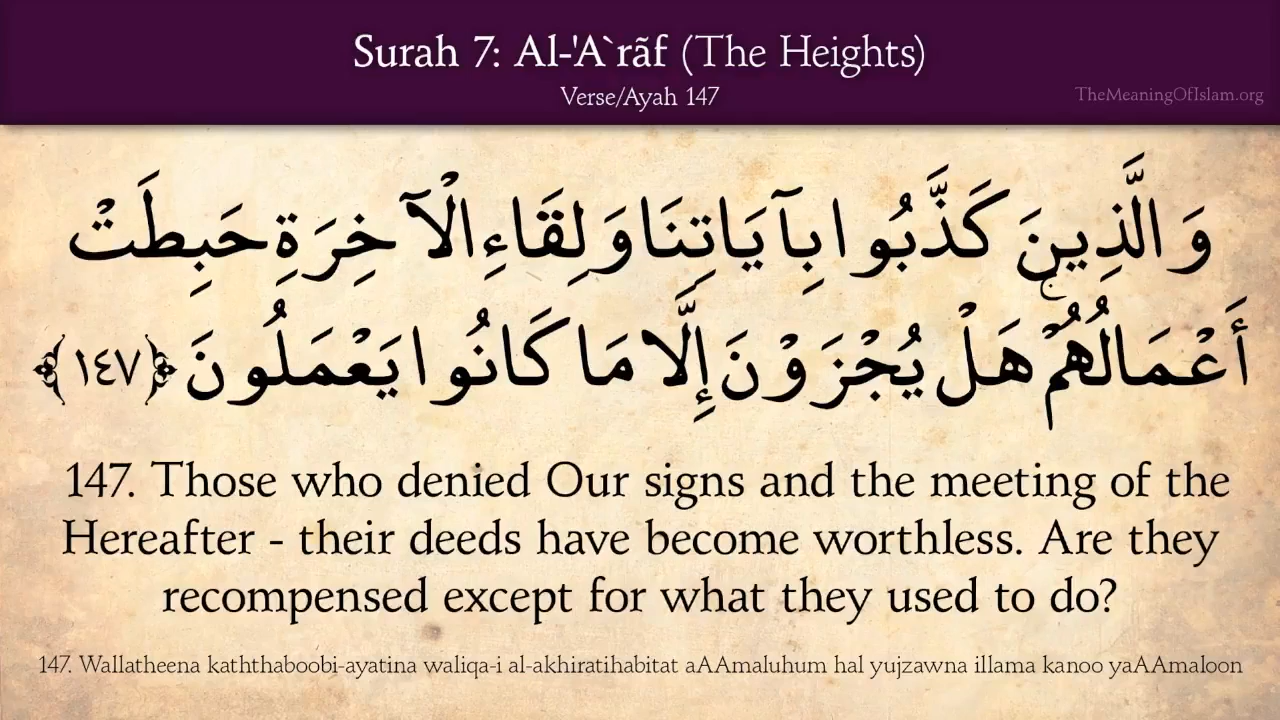 Surah 7: Al-'A`rãf (The Heights)
Verse/Ayah 147
TheMeaningOfIslam.org
وَالَّذِينَ كَذَّبُوا بِآيَاتِنَا وَلِقَاءِ الْآخِرَةِ حَبِطَتْ
أَعْمَالُهُمْ ۚ هَلْ يُجْزَوْنَ إِلَّا مَا كَانُوا يَعْمَلُونَ ﴿١٤٧﴾
147. Those who denied Our signs and the meeting of the
Hereafter - their deeds have become worthless. Are they
recompensed except for what they used to do?
147. Wallatheena kaththaboobi-ayatina waliqa-i al-akhiratihabitat aAAmaluhum hal yujzawna illama kanoo yaAAmaloon